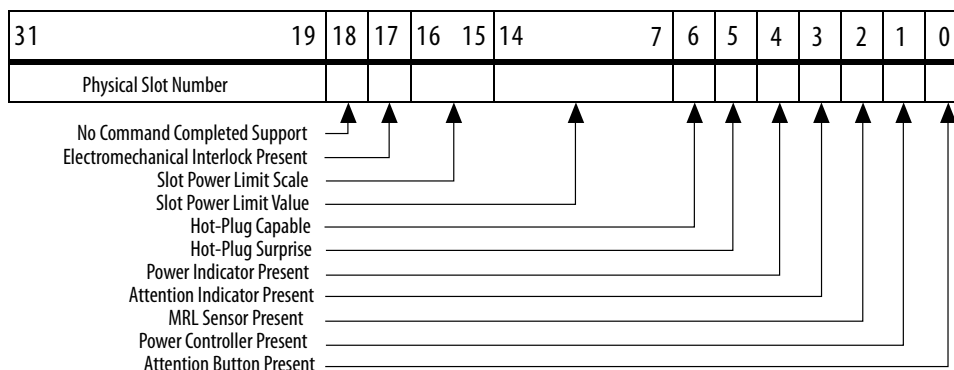 31 19 18 17 16 15 14 7 6 5 4 3 2 1 0
Physical Slot Number
No Command Completed Support
Electromechanical Interlock Present
Slot Power Limit Scale
Slot Power Limit Value
Hot-Plug Capable
Hot-Plug Surprise
Power Indicator Present
Attention Indicator Present
MRL Sensor Present
Power Controller Present
Attention Button Present